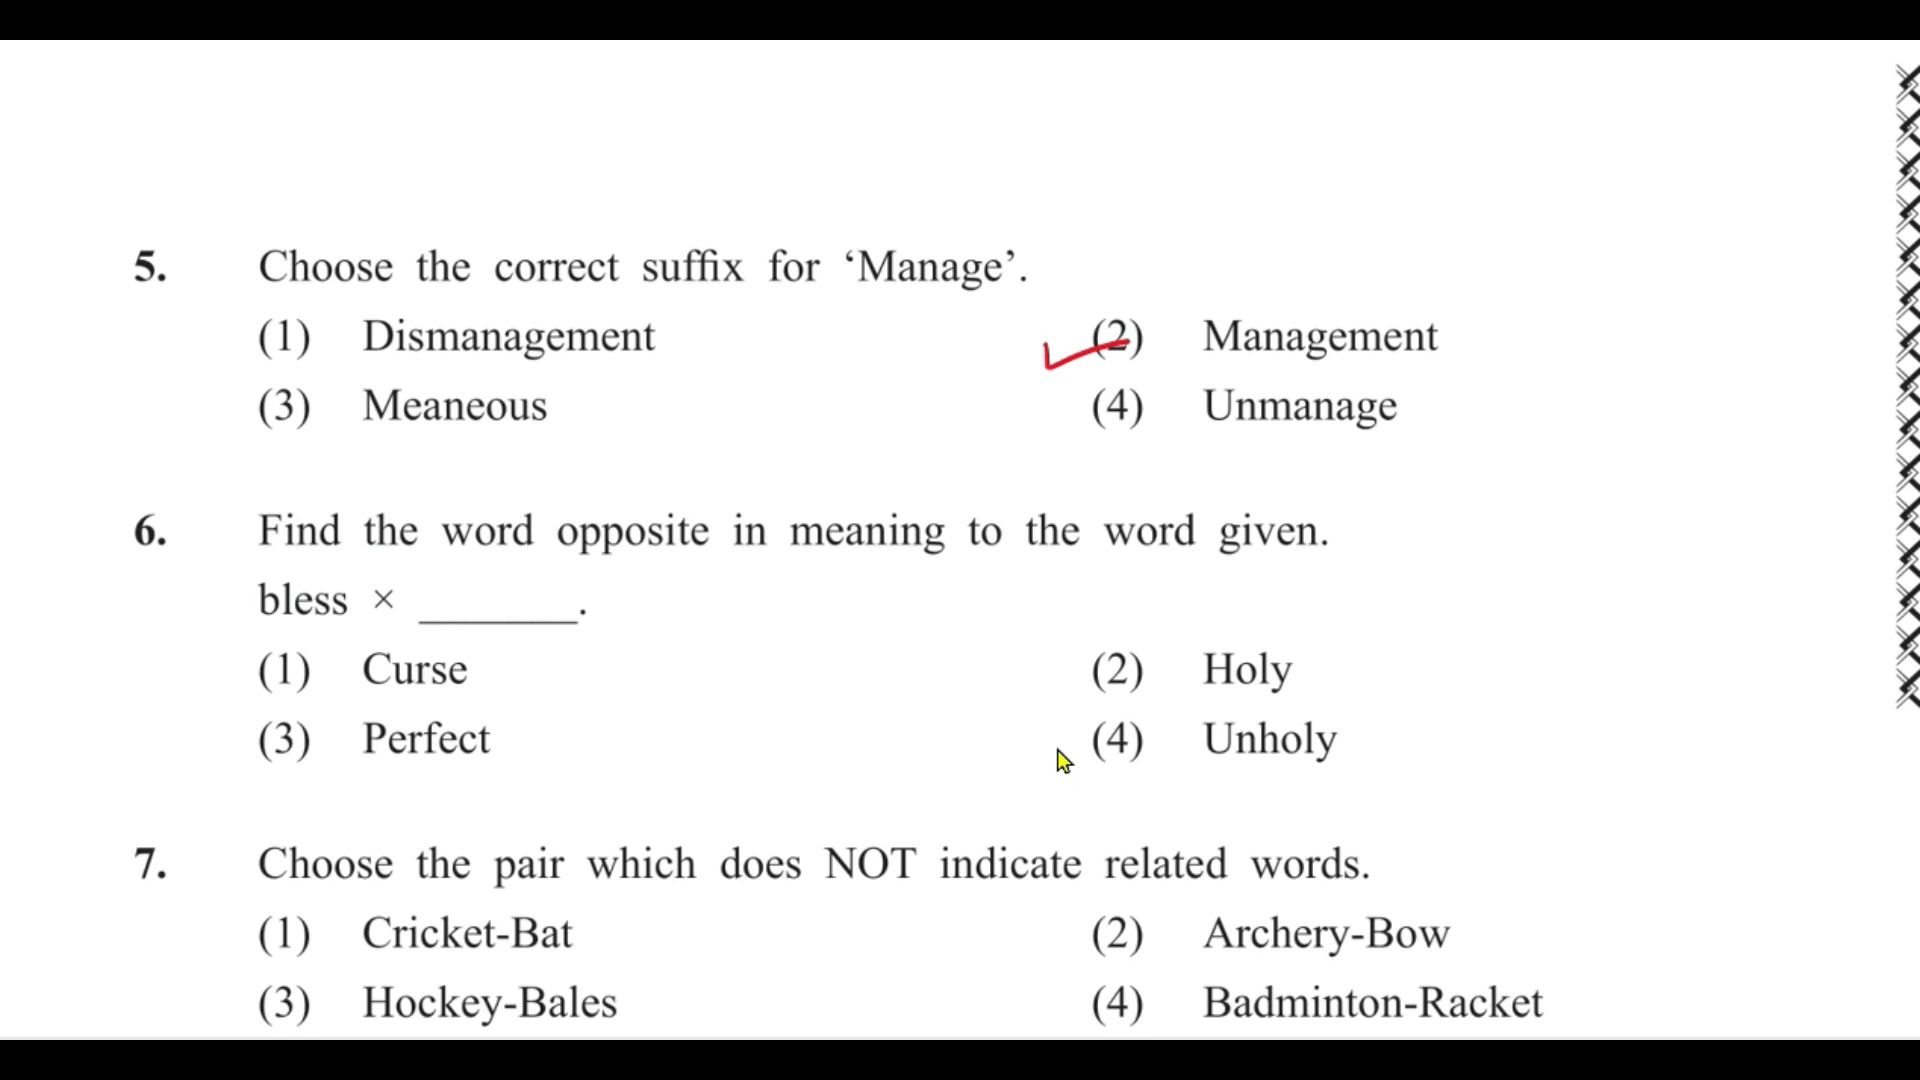 5. Choose the correct suffix for ‘Manage’.
(1) Dismanagement (2) Management
(3) Meaneous (4) Unmanage
6. Find the word opposite in meaning to the word given.
bless × _______.
(1) Curse (2) Holy
(3) Perfect (4) Unholy
7. Choose the pair which does NOT indicate related words.
(1) Cricket-Bat (2) Archery-Bow
(3) Hockey-Bales (4) Badminton-Racket